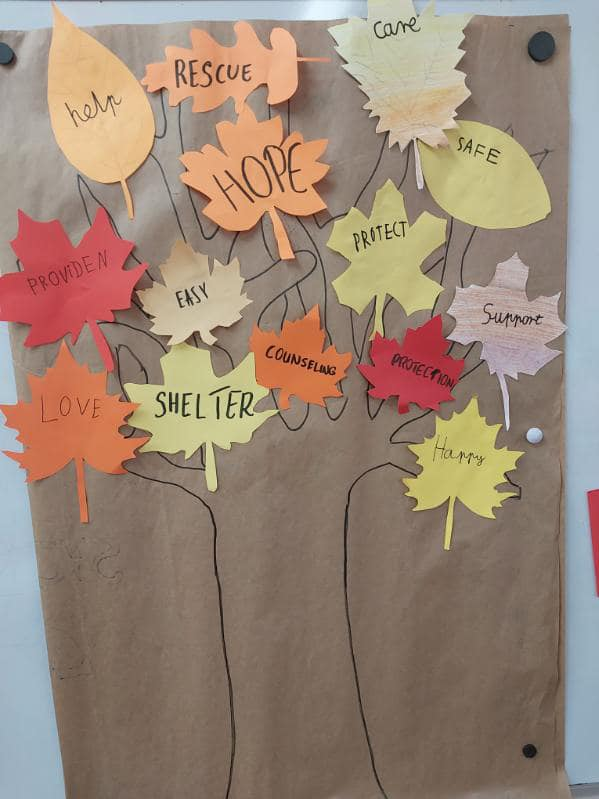 care
help
RESCUE
SAFE
HOPE
PROTECT
PROVIDEN
EASY
Support
COUNSELING
PROTECTION
LOVE
SHELTER
Happy